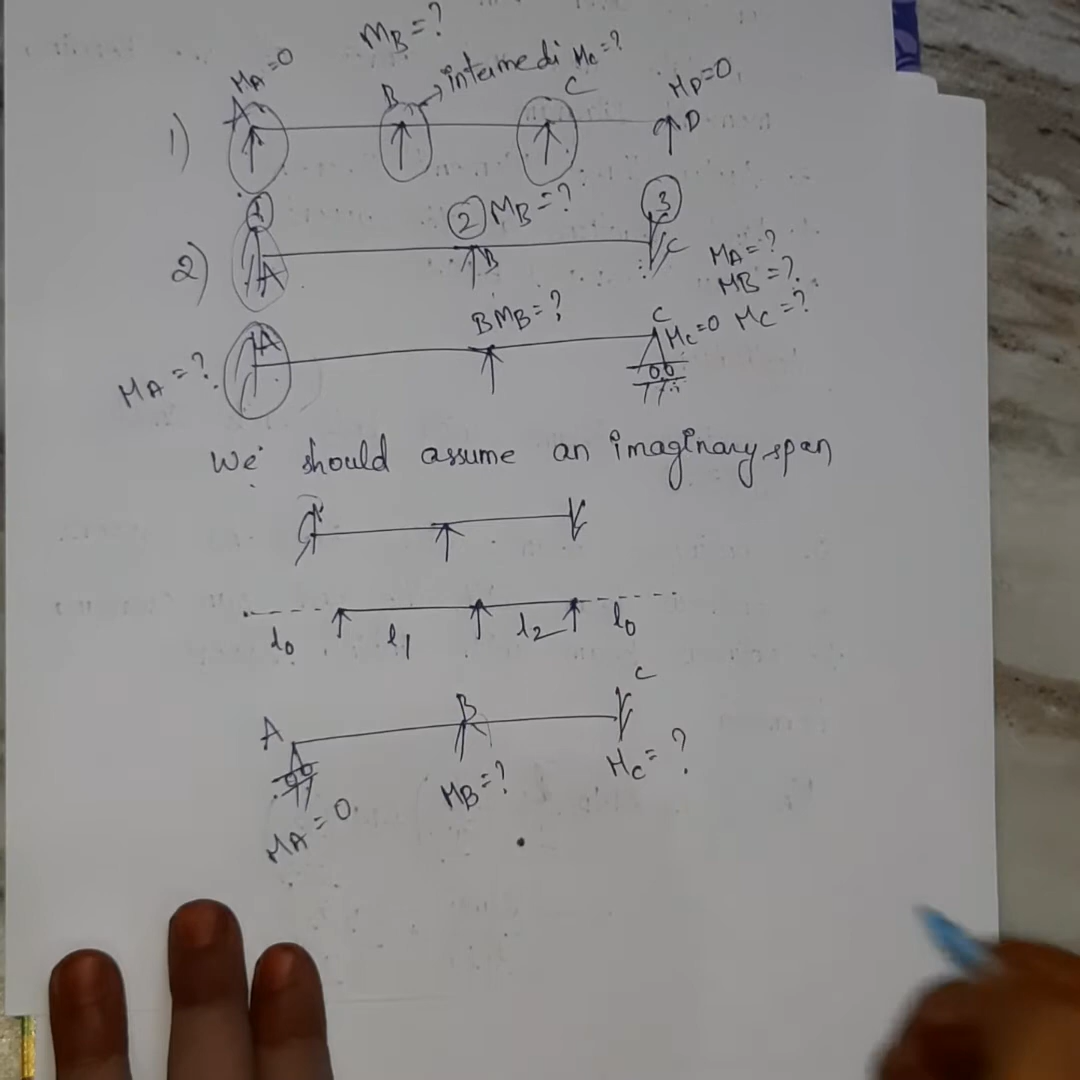 MB=?
MA=0 B intermedi Mc=? C MD=0
1) A D
1 2 MB=? 3
2) A B C MA=?
MB=?
A B MB=? C Mc=0 Mc=?
MA=?
We should assume an imaginary span
l0 l1 l2 l0
A B C
MA=0 MB=? Mc=?